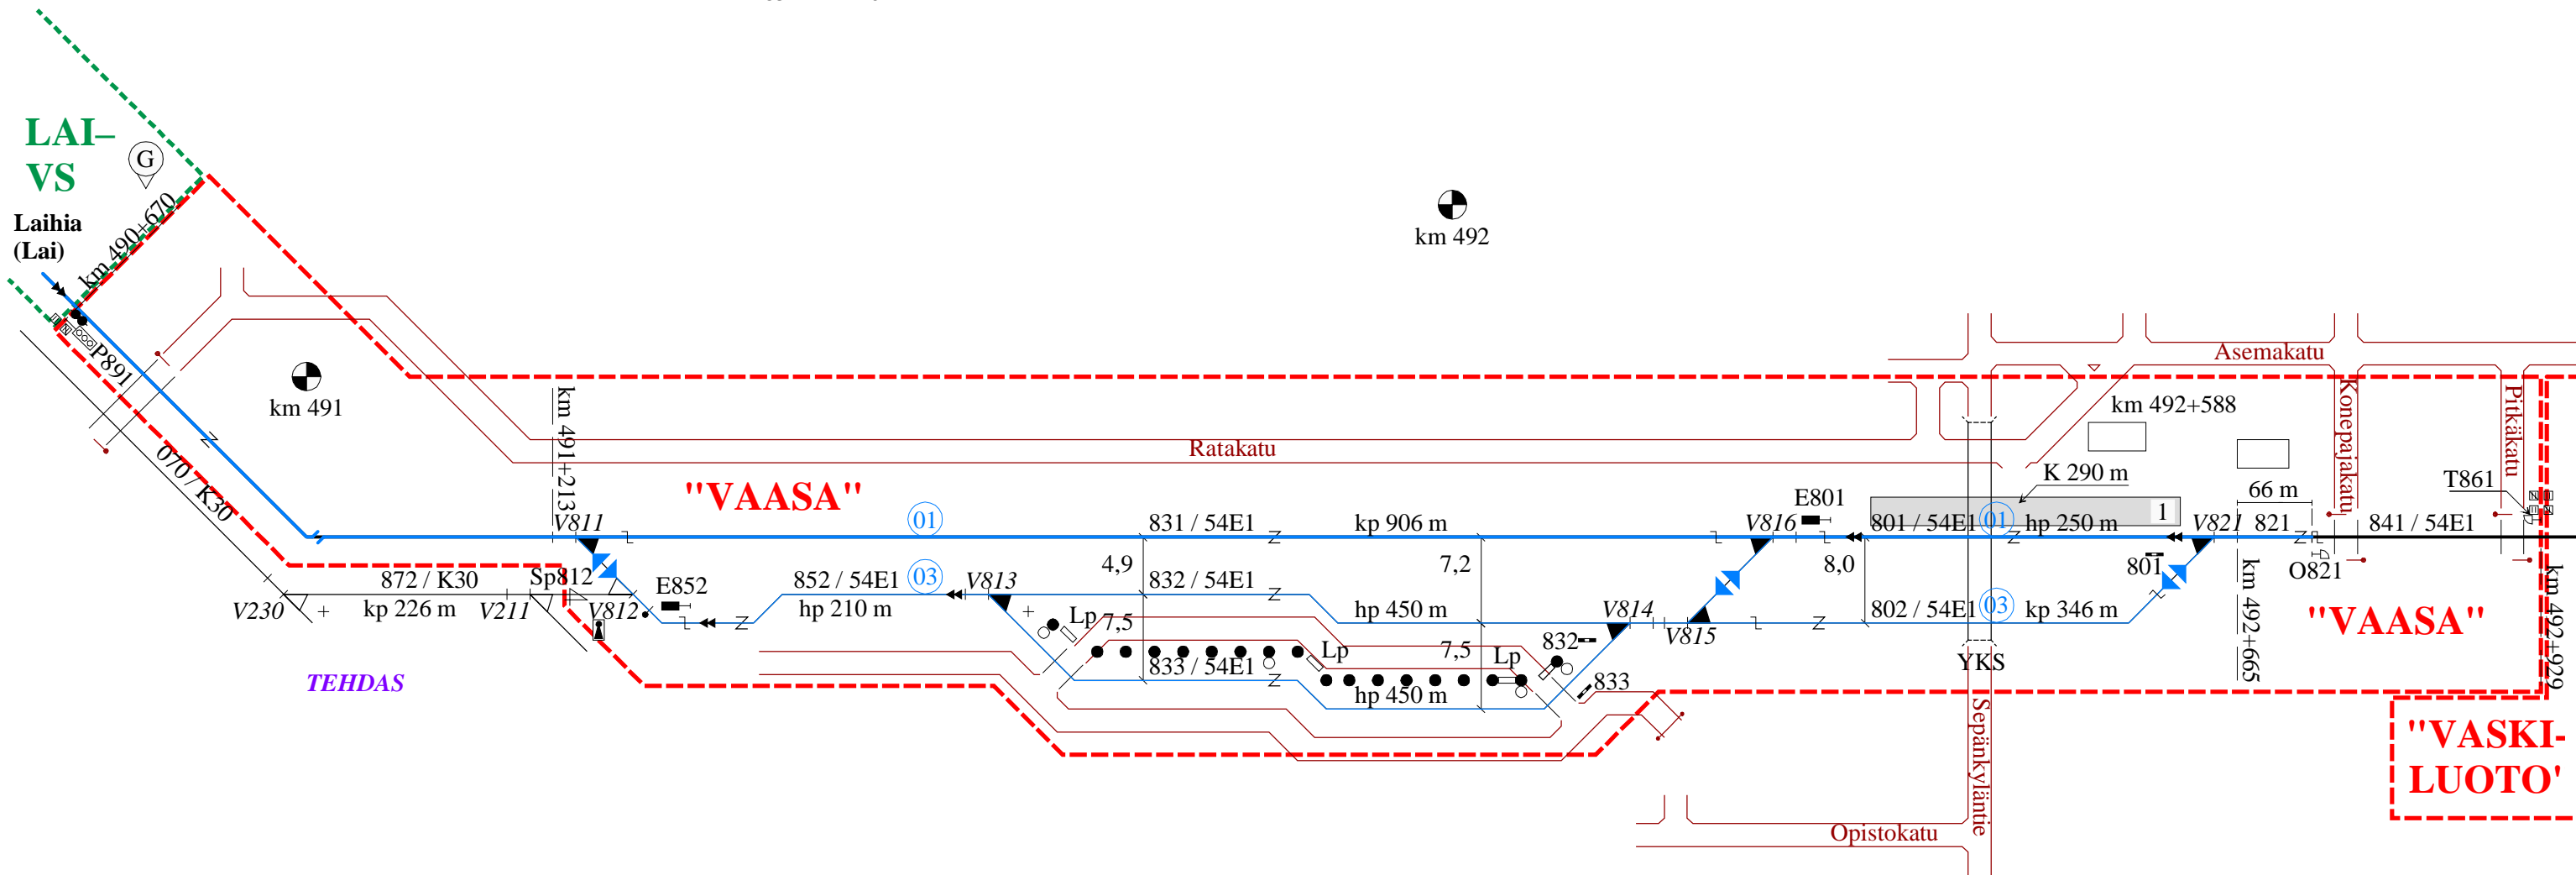 LAI–
VS
G
Laihia
(Lai)
km 490+670
P891
km 491
km 492
070 / K30
km 491+213
"VAASA"
Ratakatu
Asemakatu
Konepajakatu
Pitkäkatu
km 492+588
K 290 m
1
66 m
T861
E801
V811
01
831 / 54E1
kp 906 m
V816
801 / 54E1
01
hp 250 m
V821
821
841 / 54E1
O821
872 / K30
kp 226 m
V230
+
V211
Sp812
V812
E852
852 / 54E1
hp 210 m
03
V813
+
4,9
832 / 54E1
7,2
hp 450 m
8,0
801
V814
V815
802 / 54E1
03
kp 346 m
km 492+665
"VAASA"
km 492+929
Lp
7,5
833 / 54E1
Lp
7,5
hp 450 m
Lp
832
833
YKS
Sepänkyläntie
TEHDAS
"VASKI-
LUOTO'
Opistokatu